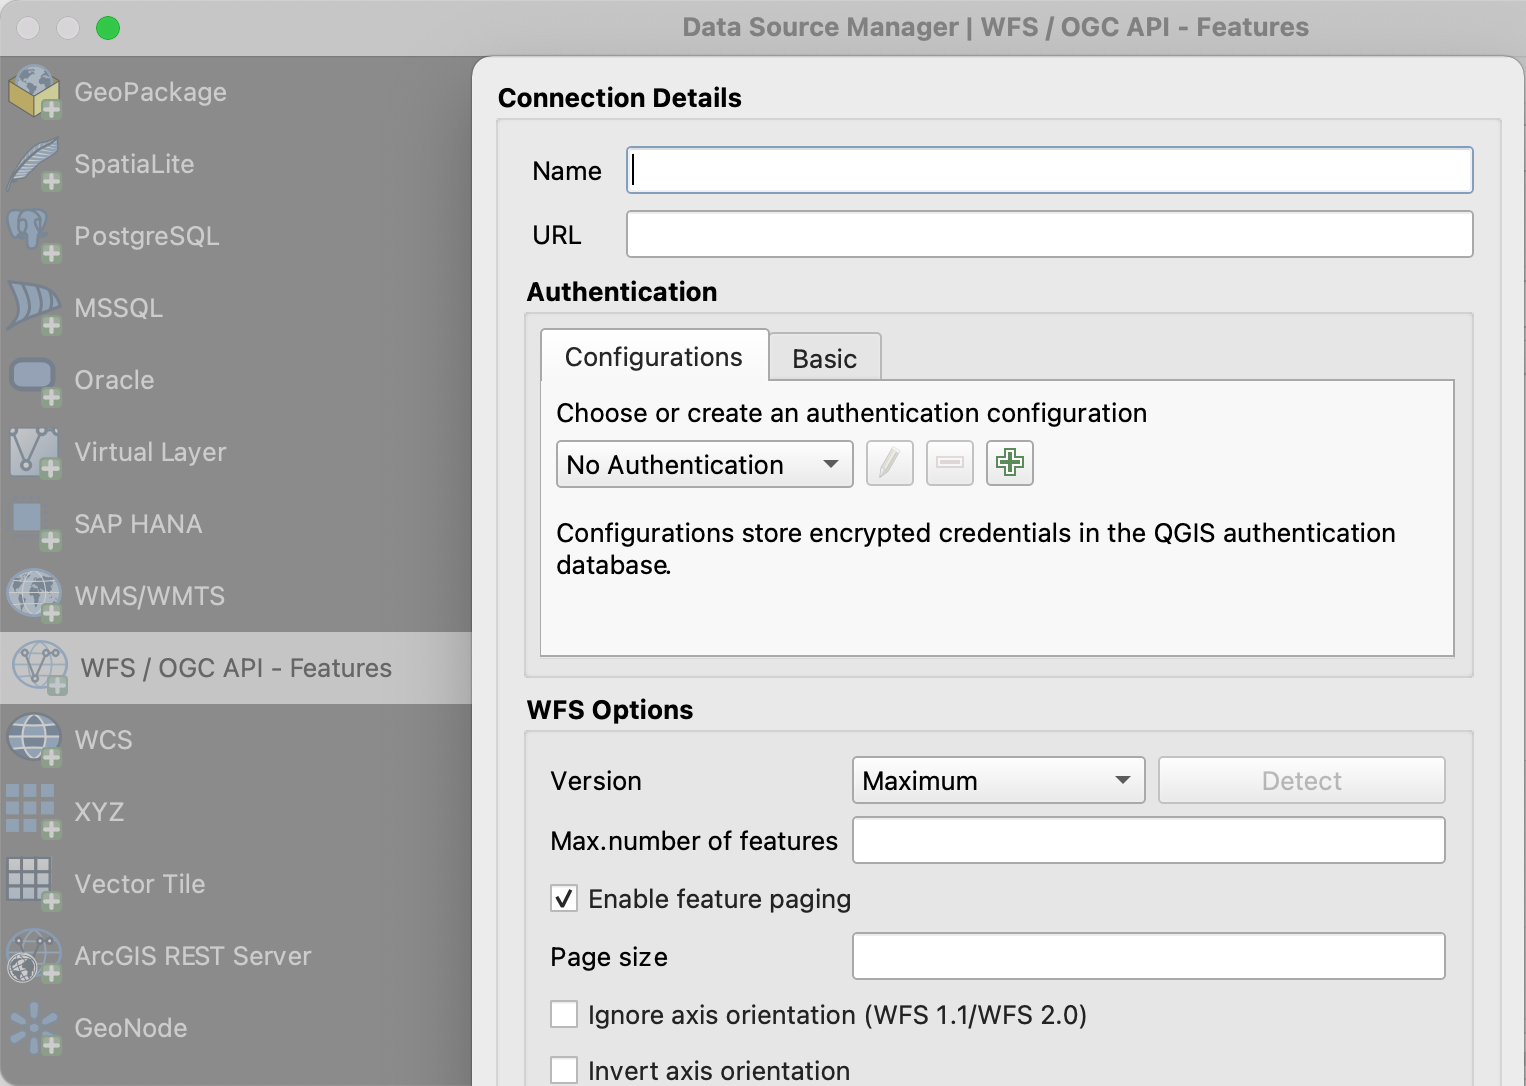 Data Source Manager | WFS / OGC API - Features
GeoPackage
SpatiaLite
PostgreSQL
MSSQL
Oracle
Virtual Layer
SAP HANA
WMS/WMTS
WFS / OGC API - Features
WCS
XYZ
Vector Tile
ArcGIS REST Server
GeoNode
Connection Details
Name
URL
Authentication
Configurations Basic
Choose or create an authentication configuration
No Authentication
Configurations store encrypted credentials in the QGIS authentication
database.
WFS Options
Version Maximum Detect
Max.number of features
Enable feature paging
Page size
Ignore axis orientation (WFS 1.1/WFS 2.0)
Invert axis orientation